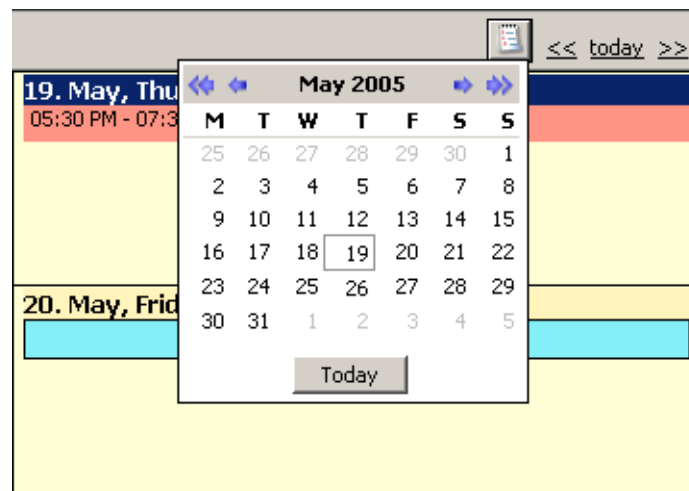 << today >>
May 2005
19. May, Thu
05:30 PM - 07:3
M T W T F S S
25 26 27 28 29 30 1
2 3 4 5 6 7 8
9 10 11 12 13 14 15
16 17 18 19 20 21 22
23 24 25 26 27 28 29
20. May, Frid
30 31 1 2 3 4 5
Today